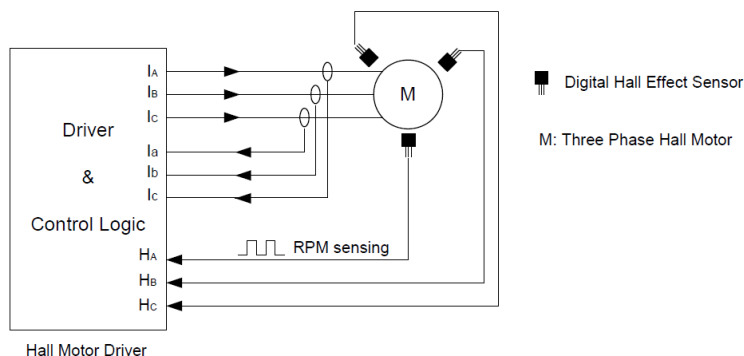 IA
IB
IC
Ia
Ib
Ic
HA
HB
HC
Driver
&
Control Logic
Hall Motor Driver
M
RPM sensing
Digital Hall Effect Sensor
M: Three Phase Hall Motor